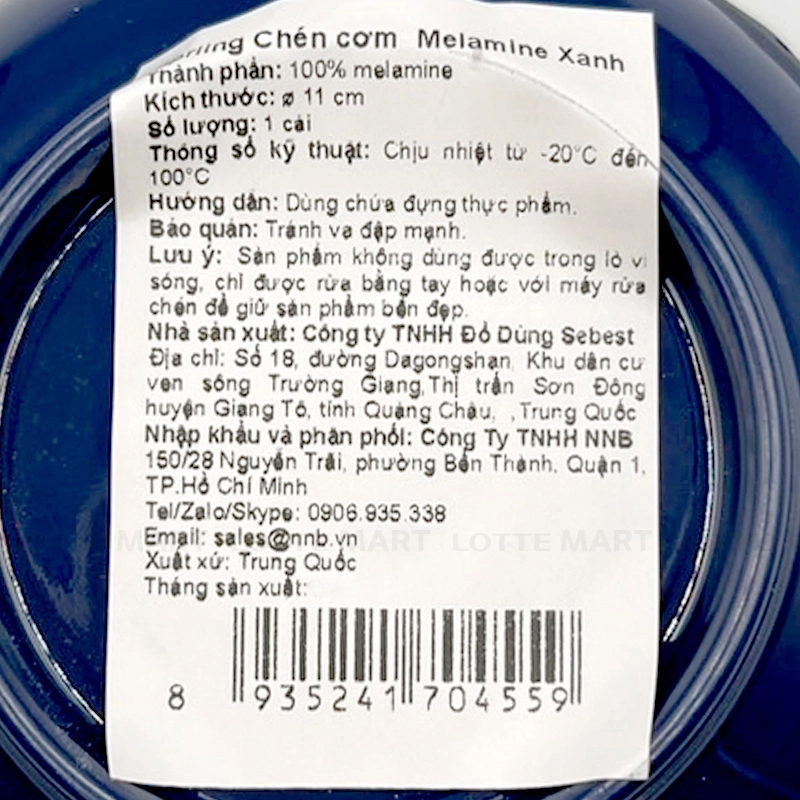 Chén cơm Melamine Xanh
Thành phần: 100% melamine
Kích thước: ø 11 cm
Số lượng: 1 cái
Thông số kỹ thuật: Chịu nhiệt từ -20°C đến
100°C
Hướng dẫn: Dùng chứa đựng thực phẩm.
Bảo quản: Tránh va đập mạnh.
Lưu ý: Sản phẩm không dùng được trong lò vi
sóng, chỉ được rửa bằng tay hoặc với máy rửa
chén để giữ sản phẩm bền đẹp.
Nhà sản xuất: Công ty TNHH Đồ Dùng Sebest
Địa chỉ: Số 18, đường Dagongshan, Khu dân cư
ven sông Trường Giang,Thị trấn Sơn Đông
huyện Giang Tô, tỉnh Quảng Châu, ,Trung Quốc
Nhập khẩu và phân phối: Công Ty TNHH NNB
150/28 Nguyễn Trãi, phường Bến Thành, Quận 1,
TP.Hồ Chí Minh
Tel/Zalo/Skype: 0906.935.338
Email: sales@nnb.vn
LOTTE MART
Xuất xứ: Trung Quốc
Tháng sản xuất:
8 935241 704559